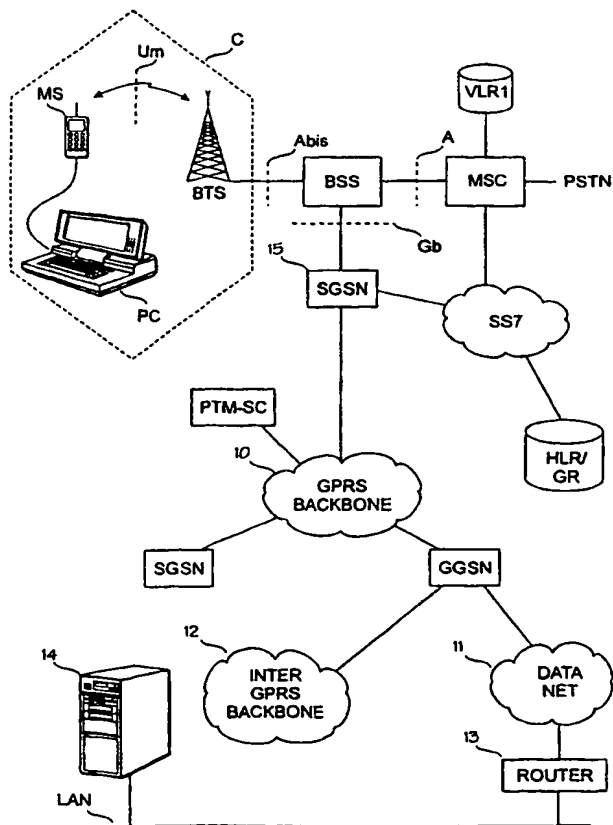 C
Um
MS
VLR1
Abis
A
BTS
BSS
MSC
PSTN
Gb
PC
15
SGSN
SS7
PTM-SC
10
GPRS
BACKBONE
HLR/
GR
SGSN
GGSN
12
11
14
INTER
GPRS
BACKBONE
DATA
NET
13
ROUTER
LAN